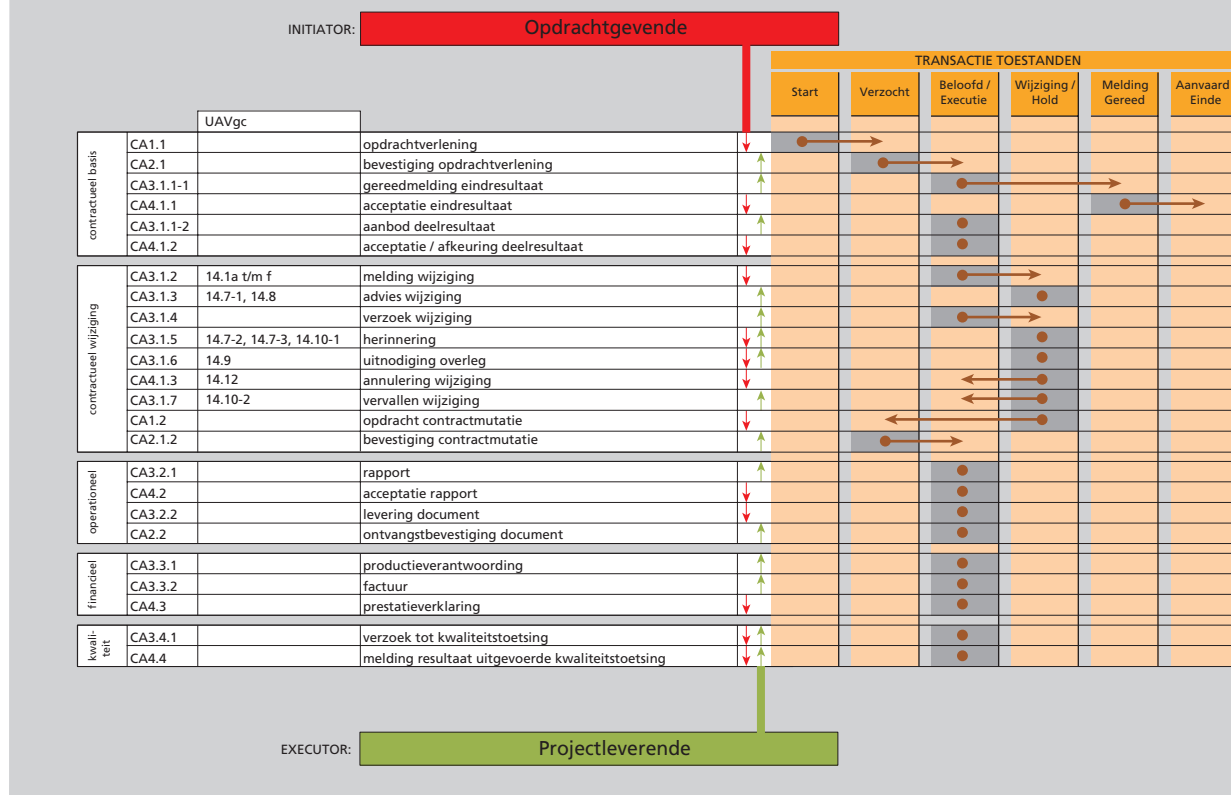 INITIATOR:
Opdrachtgevende
TRANSACTIE TOESTANDEN
Start
Verzocht
Beloofd /
Executie
Wijziging /
Hold
Melding
Gereed
Aanvaard
Einde
UAVgc
contractueel basis
CA1.1 opdrachtverlening
CA2.1 bevestiging opdrachtverlening
CA3.1.1-1 gereedmelding eindresultaat
CA4.1.1 acceptatie eindresultaat
CA3.1.1-2 aanbod deelresultaat
CA4.1.2 acceptatie / afkeuring deelresultaat
contractueel wijziging
CA3.1.2 14.1a t/m f melding wijziging
CA3.1.3 14.7-1, 14.8 advies wijziging
CA3.1.4 verzoek wijziging
CA3.1.5 14.7-2, 14.7-3, 14.10-1 herinnering
CA3.1.6 14.9 uitnodiging overleg
CA4.1.3 14.12 annulering wijziging
CA3.1.7 14.10-2 vervallen wijziging
CA1.2 opdracht contractmutatie
CA2.1.2 bevestiging contractmutatie
operationeel
CA3.2.1 rapport
CA4.2 acceptatie rapport
CA3.2.2 levering document
CA2.2 ontvangstbevestiging document
financieel
CA3.3.1 productieverantwoording
CA3.3.2 factuur
CA4.3 prestatieverklaring
kwali-
teit
CA3.4.1 verzoek tot kwaliteitstoetsing
CA4.4 melding resultaat uitgevoerde kwaliteitstoetsing
EXECUTOR:
Projectleverende